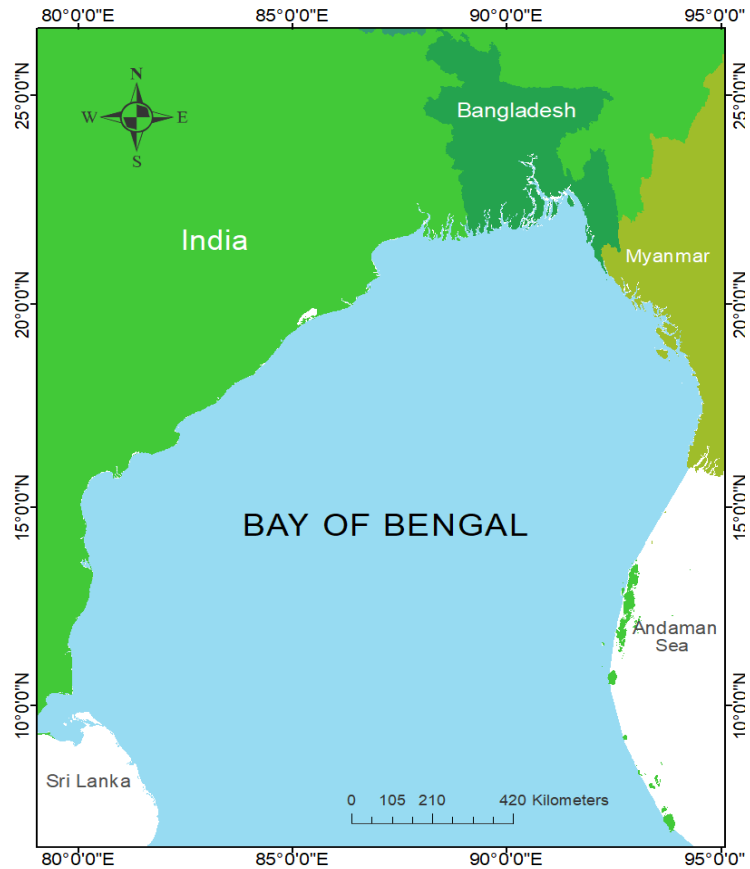 80°0'0"E 85°0'0"E 90°0'0"E 95°0'0"E
25°0'0"N
25°0'0"N
N
W E
S
Bangladesh
India
Myanmar
20°0'0"N
20°0'0"N
15°0'0"N
15°0'0"N
BAY OF BENGAL
Andaman
Sea
10°0'0"N
10°0'0"N
Sri Lanka
0 105 210 420 Kilometers
80°0'0"E 85°0'0"E 90°0'0"E 95°0'0"E